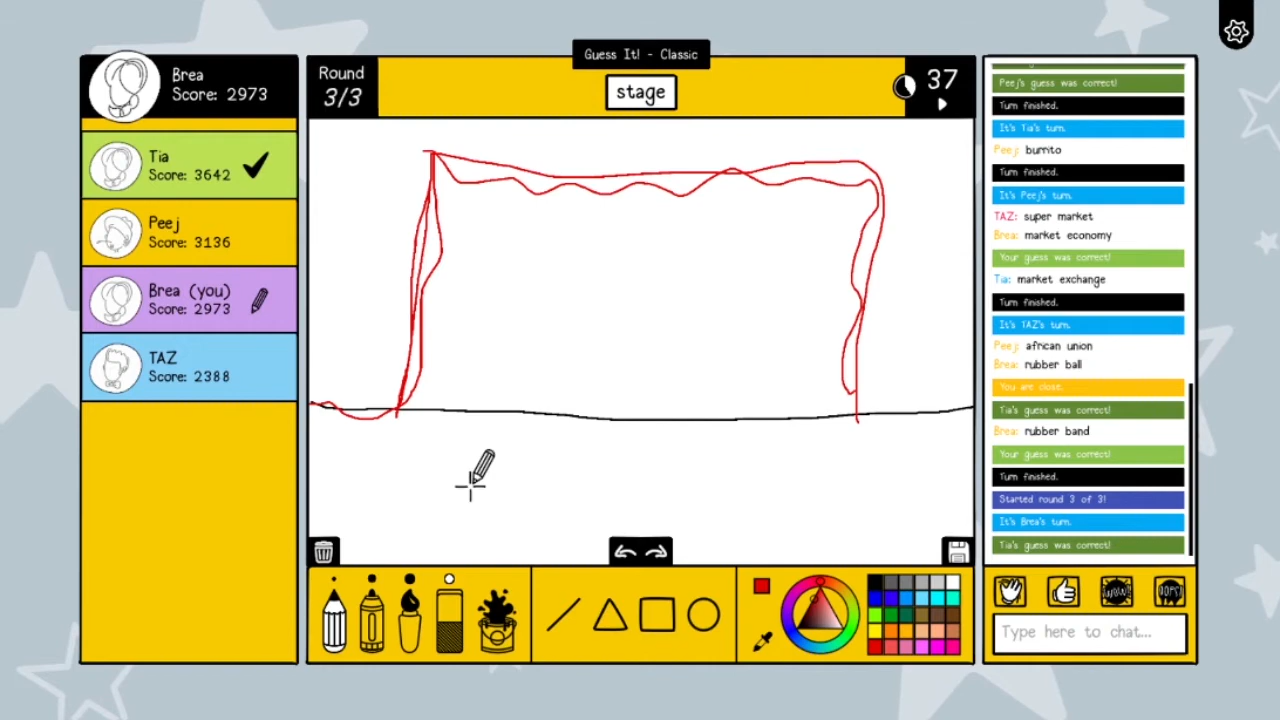 Guess It! - Classic
Brea
Score: 2973
Round
3/3
stage
37
Tia
Score: 3642
Peej
Score: 3136
Brea (you)
Score: 2973
TAZ
Score: 2388
Peej's guess was correct!
Turn finished.
It's Tia's turn.
Peej: burrito
Turn finished.
It's Peej's turn.
TAZ: super market
Brea: market economy
Your guess was correct!
Tia: market exchange
Turn finished.
It's TAZ's turn.
Peej: african union
Brea: rubber ball
You are close.
Tia's guess was correct!
Brea: rubber band
Your guess was correct!
Turn finished.
Started round 3 of 3!
It's Brea's turn.
Tia's guess was correct!
WOW!
OOPS!
Type here to chat...